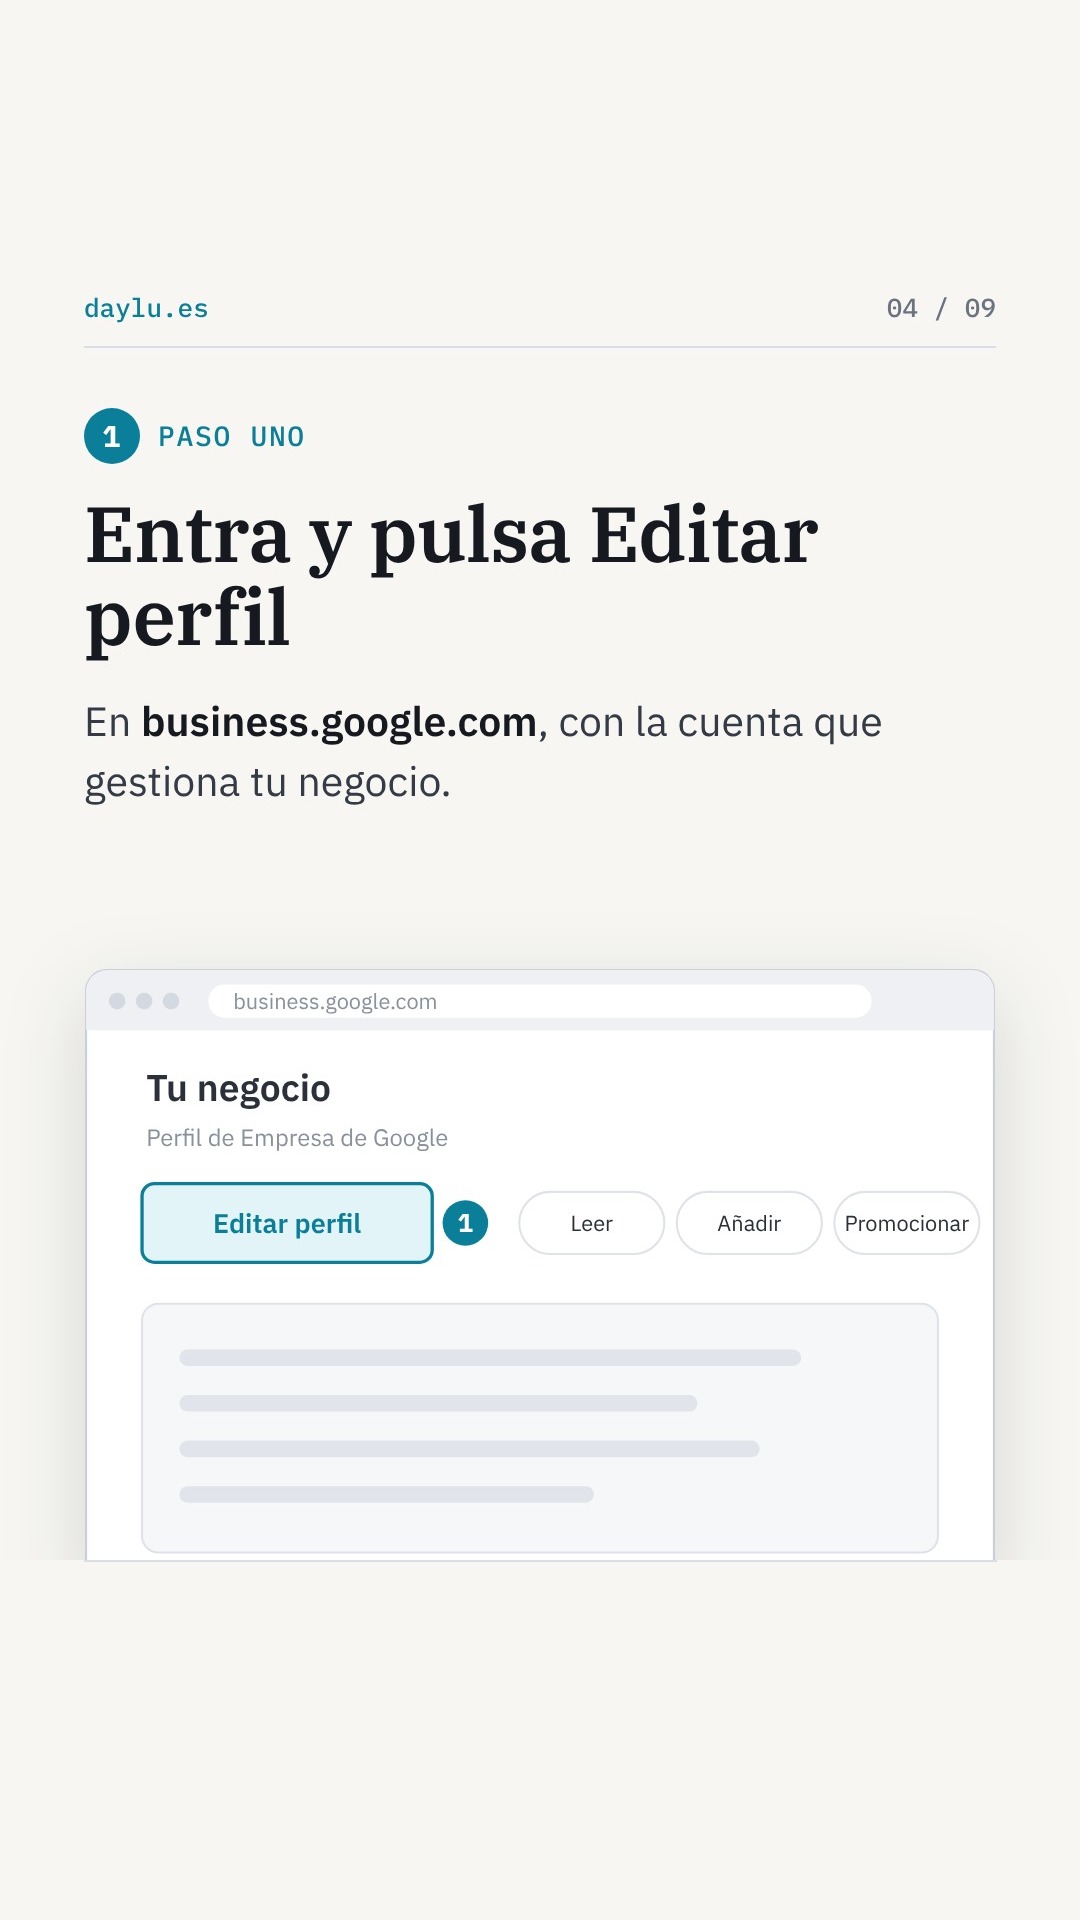 daylu.es
04 / 09
1 PASO UNO
Entra y pulsa Editar
perfil
En business.google.com, con la cuenta que
gestiona tu negocio.
business.google.com
Tu negocio
Perfil de Empresa de Google
Editar perfil 1 Leer Añadir Promocionar